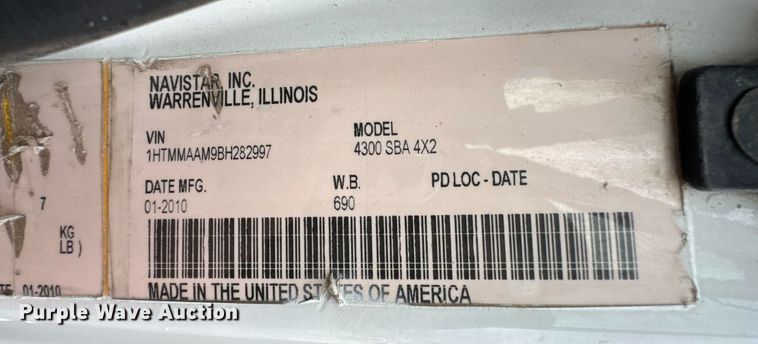 NAVISTAR, INC.
WARRENVILLE, ILLINOIS
VIN
MODEL
1HTMMAAM9BH282997
4300 SBA 4X2
DATE MFG.
W.B.
PD LOC - DATE
01-2010
690
7
KG
LB )
01-2010
MADE IN THE UNITED STATES OF AMERICA
Purple Wave Auction